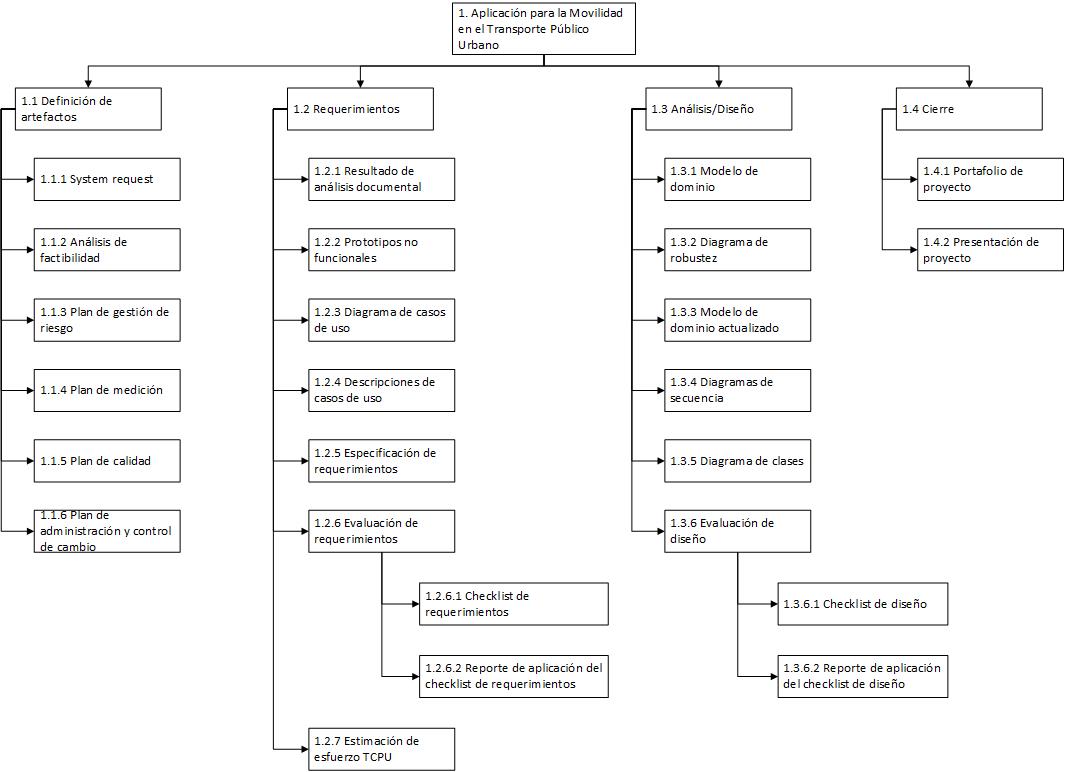 1. Aplicación para la Movilidad
en el Transporte Público
Urbano
1.1 Definición de
artefactos
1.1.1 System request
1.1.2 Análisis de
factibilidad
1.1.3 Plan de gestión de
riesgo
1.1.4 Plan de medición
1.1.5 Plan de calidad
1.1.6 Plan de
administración y control
de cambio
1.2 Requerimientos
1.2.1 Resultado de
análisis documental
1.2.2 Prototipos no
funcionales
1.2.3 Diagrama de casos
de uso
1.2.4 Descripciones de
casos de uso
1.2.5 Especificación de
requerimientos
1.2.6 Evaluación de
requerimientos
1.2.6.1 Checklist de
requerimientos
1.2.6.2 Reporte de aplicación del
checklist de requerimientos
1.2.7 Estimación de
esfuerzo TCPU
1.3 Análisis/Diseño
1.3.1 Modelo de
dominio
1.3.2 Diagrama de
robustez
1.3.3 Modelo de
dominio actualizado
1.3.4 Diagramas de
secuencia
1.3.5 Diagrama de clases
1.3.6 Evaluación de
diseño
1.3.6.1 Checklist de diseño
1.3.6.2 Reporte de aplicación
del checklist de diseño
1.4 Cierre
1.4.1 Portafolio de
proyecto
1.4.2 Presentación de
proyecto